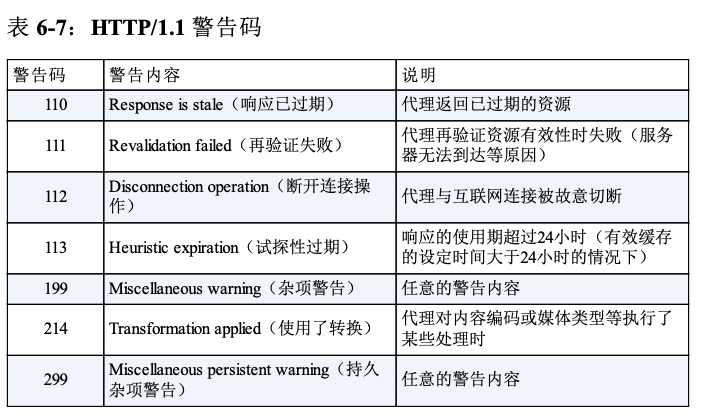 表 6-7：HTTP/1.1 警告码
警告码 警告内容 说明
110 Response is stale（响应已过期） 代理返回已过期的资源
111 Revalidation failed（再验证失败） 代理再验证资源有效性时失败（服务
器无法到达等原因）
112 Disconnection operation（断开连接操
作） 代理与互联网连接被故意切断
113 Heuristic expiration（试探性过期） 响应的使用期超过24小时（有效缓存
的设定时间大于24小时的情况下）
199 Miscellaneous warning（杂项警告） 任意的警告内容
214 Transformation applied（使用了转换） 代理对内容编码或媒体类型等执行了
某些处理时
299 Miscellaneous persistent warning（持久
杂项警告） 任意的警告内容